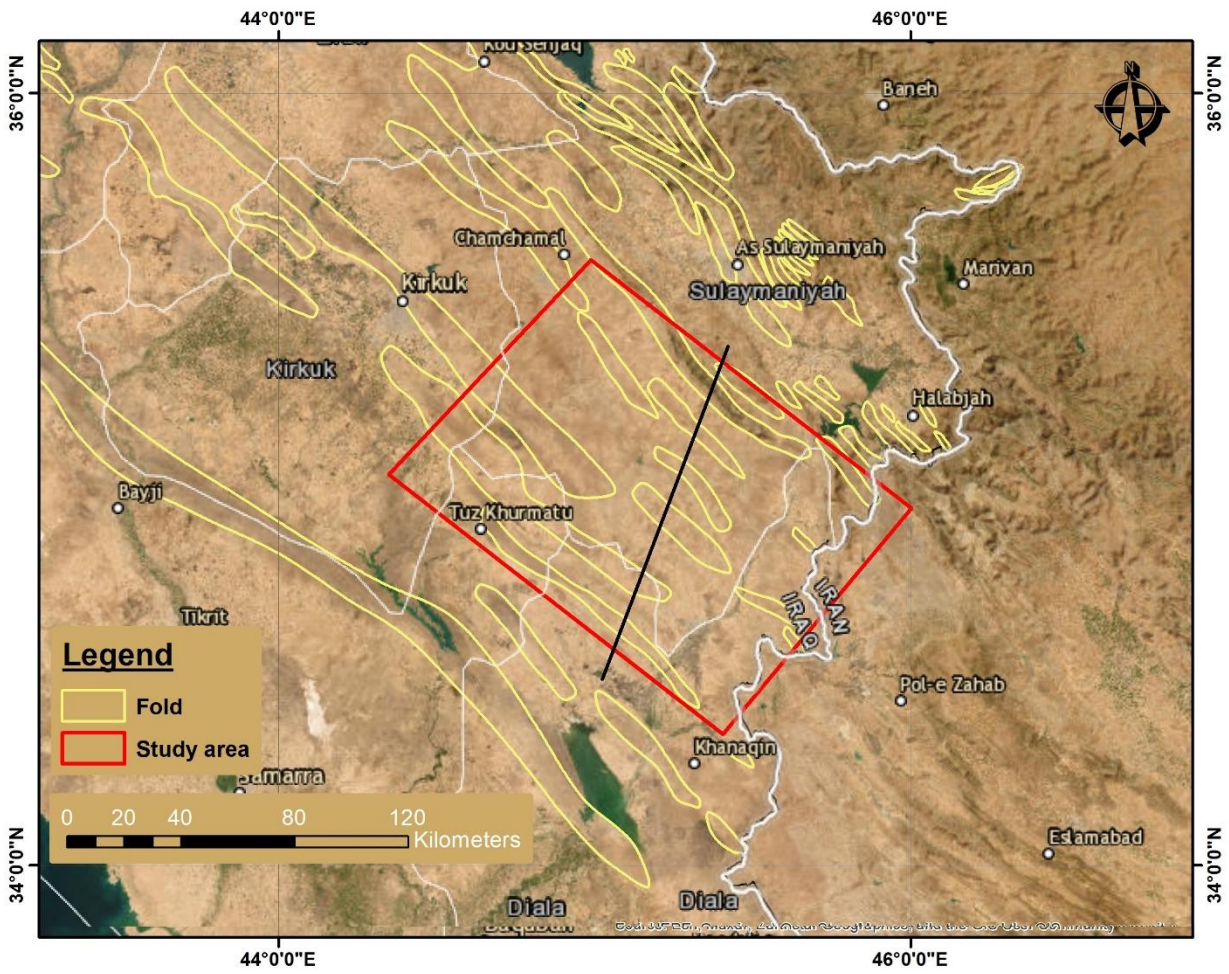 44°0'0"E
46°0'0"E
36°0'0"N
36°0'0"N
N
Kou Senjaq
Baneh
Chamchamal
As Sulaymaniyah
Sulaymaniyah
Marivan
Kirkuk
Kirkuk
Halabjah
Bayji
Tuz Khurmatu
IRAN
IRAQ
Tikrit
Legend
Fold
Study area
Pol-e Zahab
Khanaqin
Samarra
0 20 40 80 120
Kilometers
Eslamabad
34°0'0"N
34°0'0"N
Diala
Diala
44°0'0"E
46°0'0"E